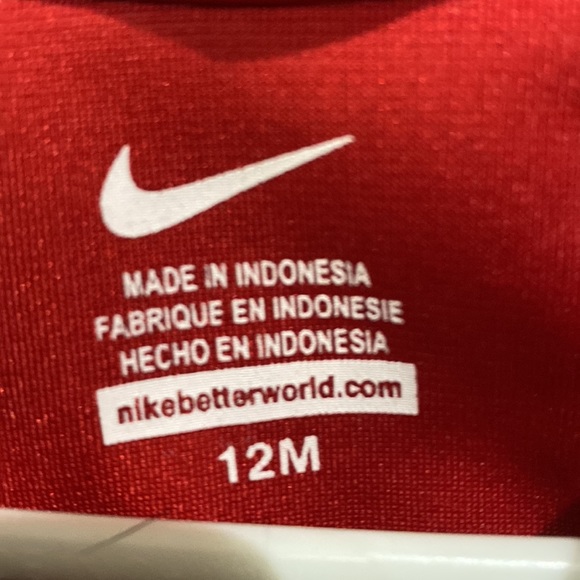 MADE IN INDONESIA
FABRIQUE EN INDONESIE
HECHO EN INDONESIA
nikebetterworld.com
12M